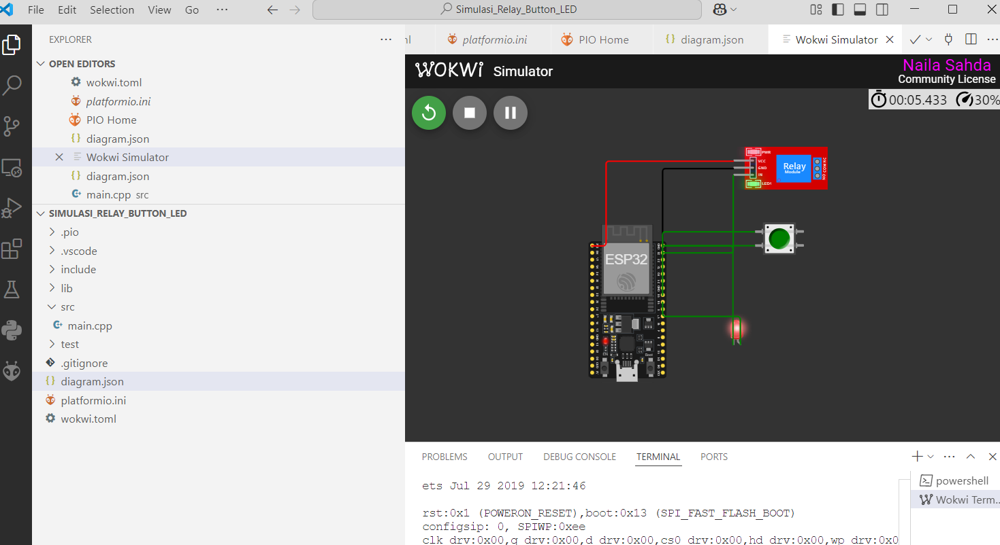 File Edit Selection View Go ··· Simulasi_Relay_Button_LED
EXPLORER ···
OPEN EDITORS
wokwi.toml
platformio.ini
PIO Home
diagram.json
Wokwi Simulator
diagram.json
main.cpp src
SIMULASI_RELAY_BUTTON_LED
.pio
.vscode
include
lib
src
main.cpp
test
.gitignore
diagram.json
platformio.ini
wokwi.toml
nl platformio.ini PIO Home diagram.json Wokwi Simulator
WOKWi Simulator
Naila Sahda
Community License
00:05.433 30%
PWR
VCC
GND
IN
LED1
Relay
Module
NO COM NC
ESP32
EN Boot
PROBLEMS OUTPUT DEBUG CONSOLE TERMINAL PORTS
ets Jul 29 2019 12:21:46
rst:0x1 (POWERON_RESET),boot:0x13 (SPI_FAST_FLASH_BOOT)
configsip: 0, SPIWP:0xee
clk drv:0x00,q drv:0x00,d drv:0x00,cs0 drv:0x00,hd drv:0x00,wp drv:0x0
powershell
Wokwi Term...